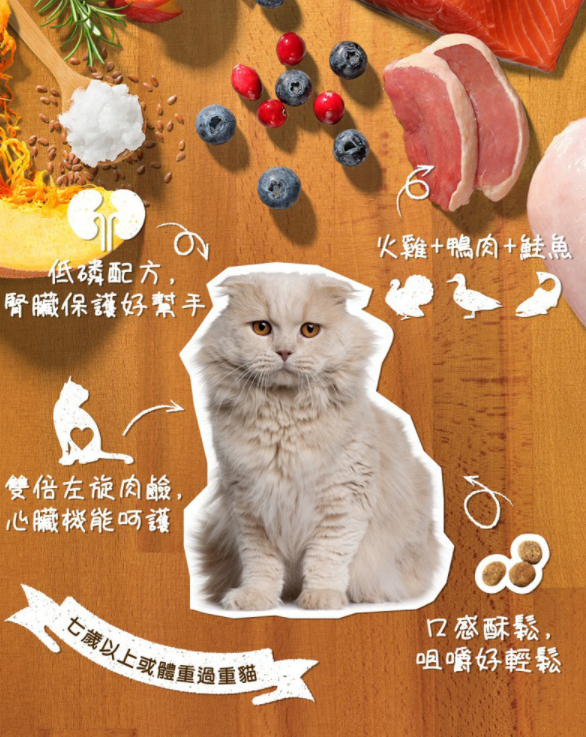 火雞+鴨肉+鮭魚
低磷配方,
腎臟保護好幫手
雙倍左旋肉鹼,
心臟機能呵護
口感酥鬆,
咀嚼好輕鬆
七歲以上或體重過重貓